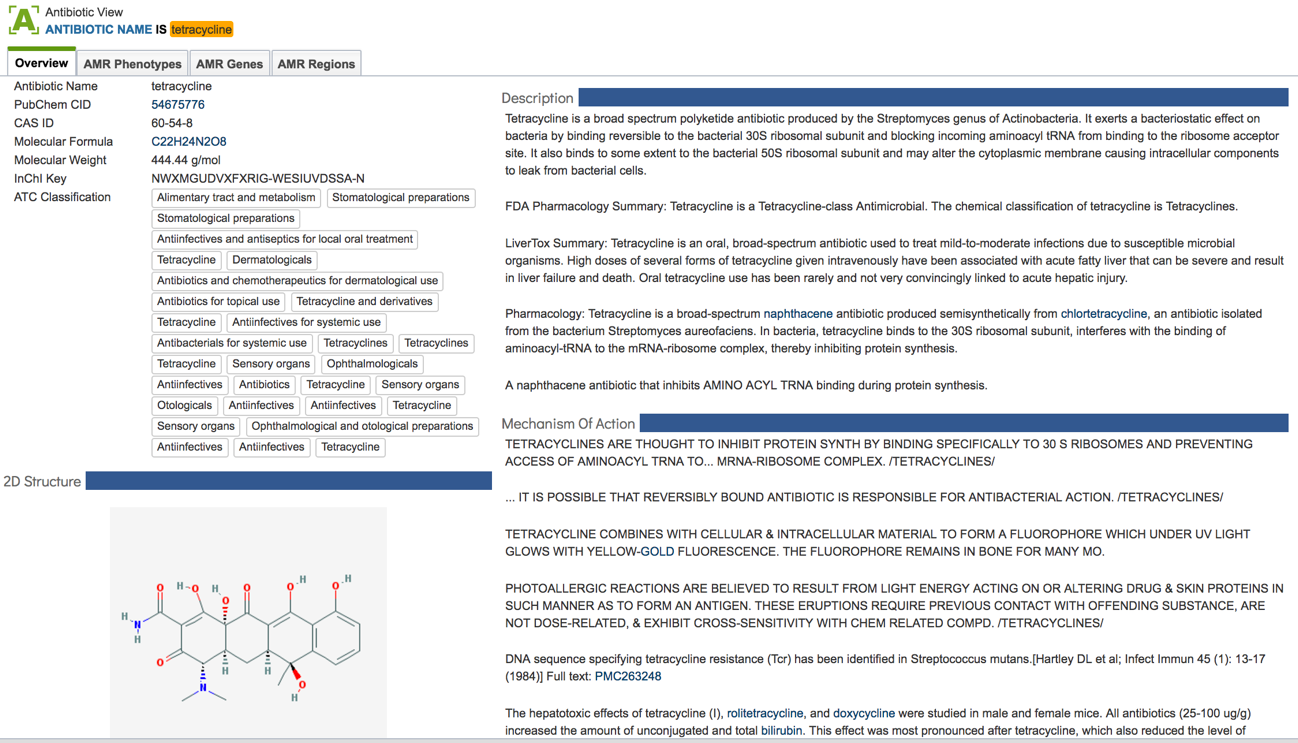 Antibiotic View
ANTIBIOTIC NAME IS tetracycline
Overview AMR Phenotypes AMR Genes AMR Regions
Antibiotic Name tetracycline
PubChem CID 54675776
CAS ID 60-54-8
Molecular Formula C22H24N2O8
Molecular Weight 444.44 g/mol
InChI Key NWXMGUDVXFXRIG-WESIUVDSSA-N
ATC Classification
Alimentary tract and metabolism Stomatological preparations
Stomatological preparations
Antiinfectives and antiseptics for local oral treatment
Tetracycline Dermatologicals
Antibiotics and chemotherapeutics for dermatological use
Antibiotics for topical use Tetracycline and derivatives
Tetracycline Antiinfectives for systemic use
Antibacterials for systemic use Tetracyclines Tetracyclines
Tetracycline Sensory organs Ophthalmologicals
Antiinfectives Antibiotics Tetracycline Sensory organs
Otologicals Antiinfectives Antiinfectives Tetracycline
Sensory organs Ophthalmological and otological preparations
Antiinfectives Antiinfectives Tetracycline
2D Structure
O H O H O O O H O H
H N H
O H H O H
N
Description
Tetracycline is a broad spectrum polyketide antibiotic produced by the Streptomyces genus of Actinobacteria. It exerts a bacteriostatic effect on
bacteria by binding reversible to the bacterial 30S ribosomal subunit and blocking incoming aminoacyl tRNA from binding to the ribosome acceptor
site. It also binds to some extent to the bacterial 50S ribosomal subunit and may alter the cytoplasmic membrane causing intracellular components
to leak from bacterial cells.
FDA Pharmacology Summary: Tetracycline is a Tetracycline-class Antimicrobial. The chemical classification of tetracycline is Tetracyclines.
LiverTox Summary: Tetracycline is an oral, broad-spectrum antibiotic used to treat mild-to-moderate infections due to susceptible microbial
organisms. High doses of several forms of tetracycline given intravenously have been associated with acute fatty liver that can be severe and result
in liver failure and death. Oral tetracycline use has been rarely and not very convincingly linked to acute hepatic injury.
Pharmacology: Tetracycline is a broad-spectrum naphthacene antibiotic produced semisynthetically from chlortetracycline, an antibiotic isolated
from the bacterium Streptomyces aureofaciens. In bacteria, tetracycline binds to the 30S ribosomal subunit, interferes with the binding of
aminoacyl-tRNA to the mRNA-ribosome complex, thereby inhibiting protein synthesis.
A naphthacene antibiotic that inhibits AMINO ACYL TRNA binding during protein synthesis.
Mechanism Of Action
TETRACYCLINES ARE THOUGHT TO INHIBIT PROTEIN SYNTH BY BINDING SPECIFICALLY TO 30 S RIBOSOMES AND PREVENTING
ACCESS OF AMINOACYL TRNA TO... MRNA-RIBOSOME COMPLEX. /TETRACYCLINES/
... IT IS POSSIBLE THAT REVERSIBLY BOUND ANTIBIOTIC IS RESPONSIBLE FOR ANTIBACTERIAL ACTION. /TETRACYCLINES/
TETRACYCLINE COMBINES WITH CELLULAR & INTRACELLULAR MATERIAL TO FORM A FLUOROPHORE WHICH UNDER UV LIGHT
GLOWS WITH YELLOW-GOLD FLUORESCENCE. THE FLUOROPHORE REMAINS IN BONE FOR MANY MO.
PHOTOALLERGIC REACTIONS ARE BELIEVED TO RESULT FROM LIGHT ENERGY ACTING ON OR ALTERING DRUG & SKIN PROTEINS IN
SUCH MANNER AS TO FORM AN ANTIGEN. THESE ERUPTIONS REQUIRE PREVIOUS CONTACT WITH OFFENDING SUBSTANCE, ARE
NOT DOSE-RELATED, & EXHIBIT CROSS-SENSITIVITY WITH CHEM RELATED COMPD. /TETRACYCLINES/
DNA sequence specifying tetracycline resistance (Tcr) has been identified in Streptococcus mutans.[Hartley DL et al; Infect Immun 45 (1): 13-17
(1984)] Full text: PMC263248
The hepatotoxic effects of tetracycline (I), rolitetracycline, and doxycycline were studied in male and female mice. All antibiotics (25-100 ug/g)
increased the amount of unconjugated and total bilirubin. This effect was most pronounced after tetracycline, which also reduced the level of